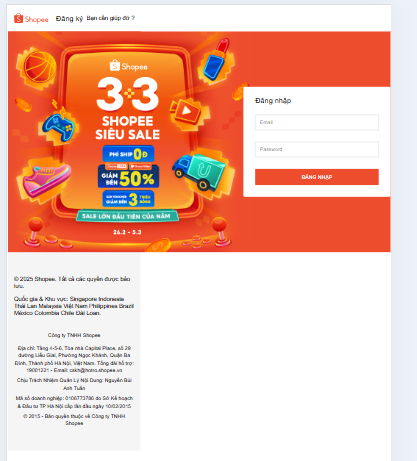 Shopee Đăng ký Bạn cần giúp đỡ ?
Shopee
3.3
SHOPEE
SIÊU SALE
PHÍ SHIP 0Đ
GIẢM ĐẾN 50%
GIẢM ĐẾN 3 TRIỆU ĐỒNG
SALE LỚN ĐẦU TIÊN CỦA NĂM
26.2 - 5.3
Đăng nhập
Email
Password
ĐĂNG NHẬP
© 2025 Shopee. Tất cả các quyền được bảo
lưu.
Quốc gia & Khu vực: Singapore Indonesia
Thái Lan Malaysia Việt Nam Philippines Brazil
México Colombia Chile Đài Loan.
Công ty TNHH Shopee
Địa chỉ: Tầng 4-5-6, Tòa nhà Capital Place, số 29
đường Liễu Giai, Phường Ngọc Khánh, Quận Ba
Đình, Thành phố Hà Nội, Việt Nam. Tổng đài hỗ trợ:
19001221 - Email: cskh@hotro.shopee.vn
Chịu Trách Nhiệm Quản Lý Nội Dung: Nguyễn Bùi
Anh Tuấn
Mã số doanh nghiệp: 0106773786 do Sở Kế hoạch
& Đầu tư TP Hà Nội cấp lần đầu ngày 10/02/2015
© 2015 - Bản quyền thuộc về Công ty TNHH
Shopee